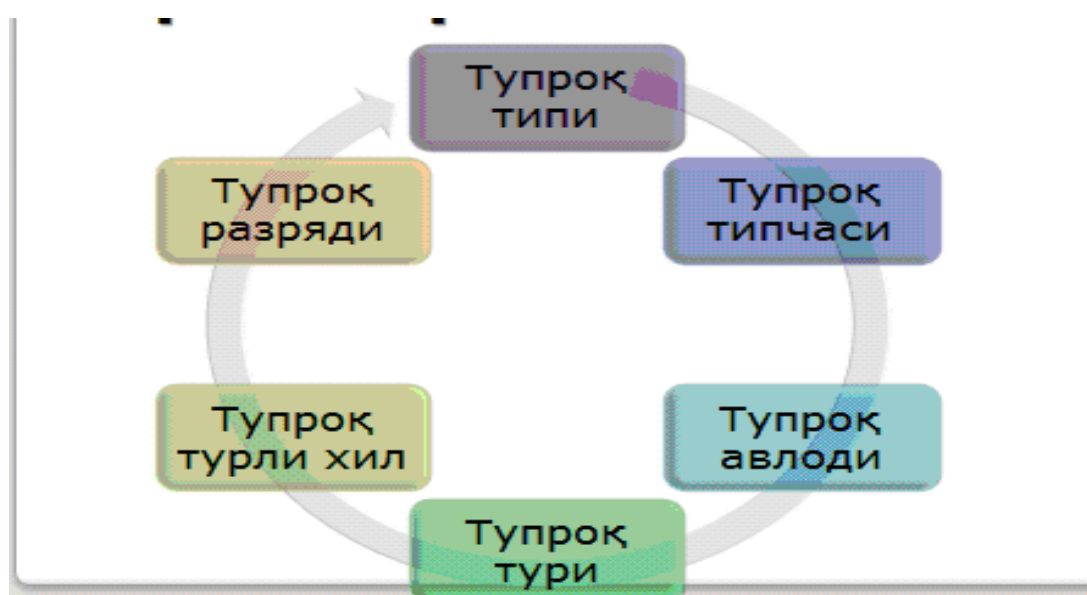 Тупроқ
типи
Тупроқ
типчаси
Тупроқ
авлоди
Тупроқ
тури
Тупроқ
турли хил
Тупроқ
разряди